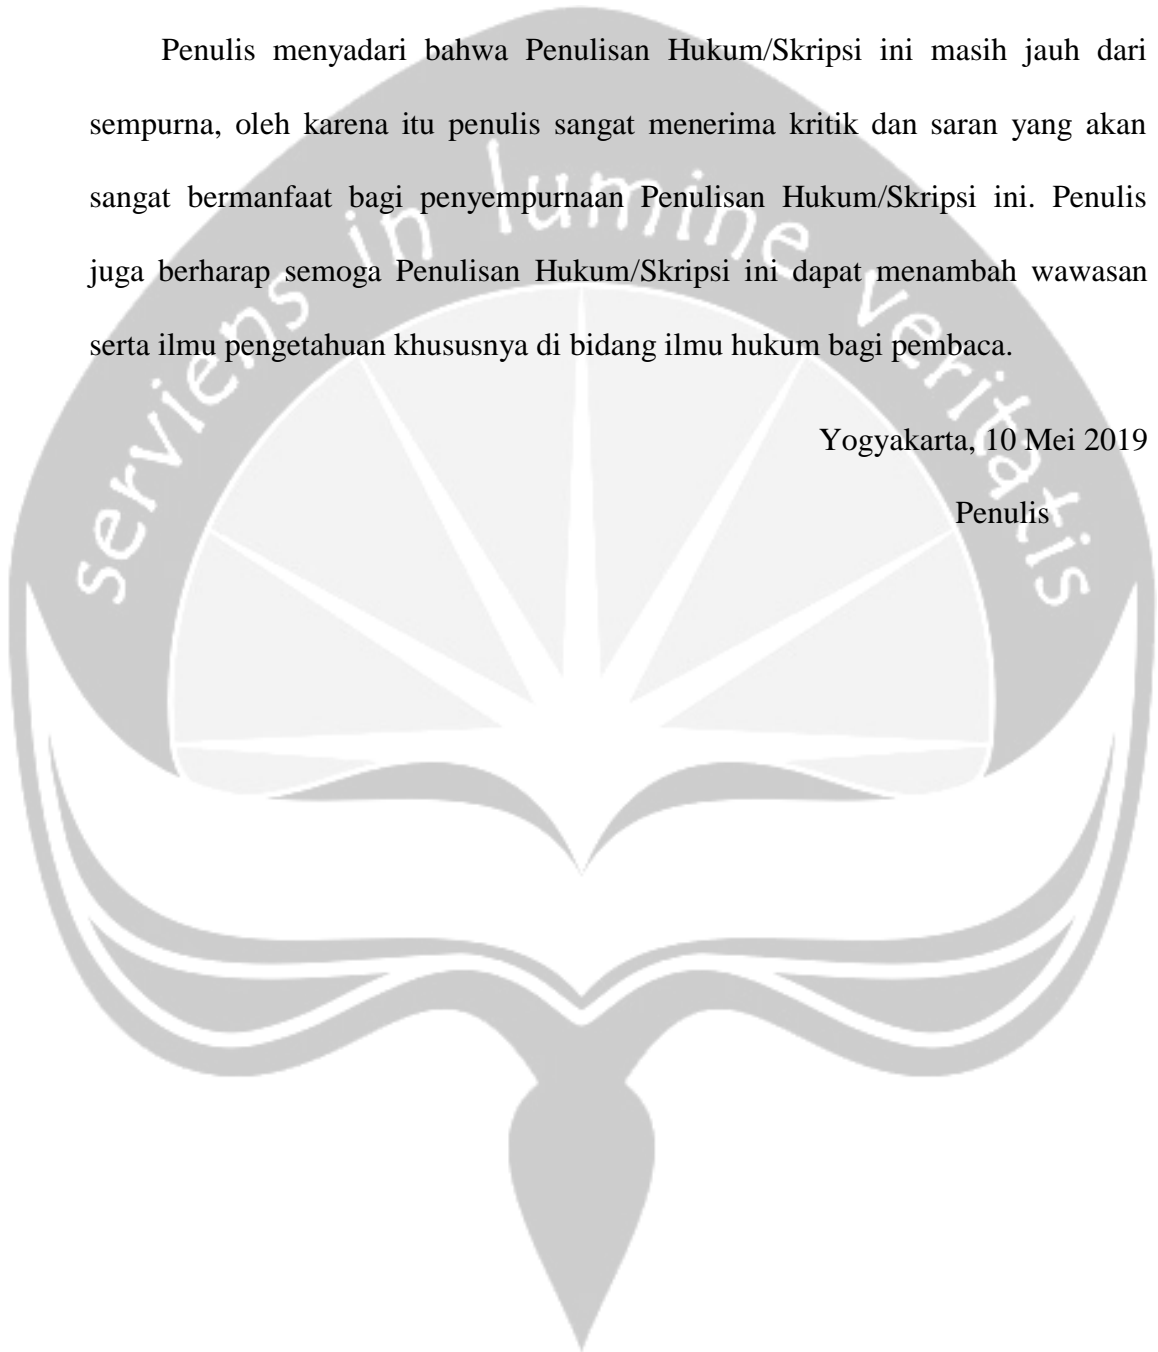 Penulis menyadari bahwa Penulisan Hukum/Skripsi ini masih jauh dari
sempurna, oleh karena itu penulis sangat menerima kritik dan saran yang akan
sangat bermanfaat bagi penyempurnaan Penulisan Hukum/Skripsi ini. Penulis
juga berharap semoga Penulisan Hukum/Skripsi ini dapat menambah wawasan
serta ilmu pengetahuan khususnya di bidang ilmu hukum bagi pembaca.
Yogyakarta, 10 Mei 2019
Penulis
serviens in lumine veritatis